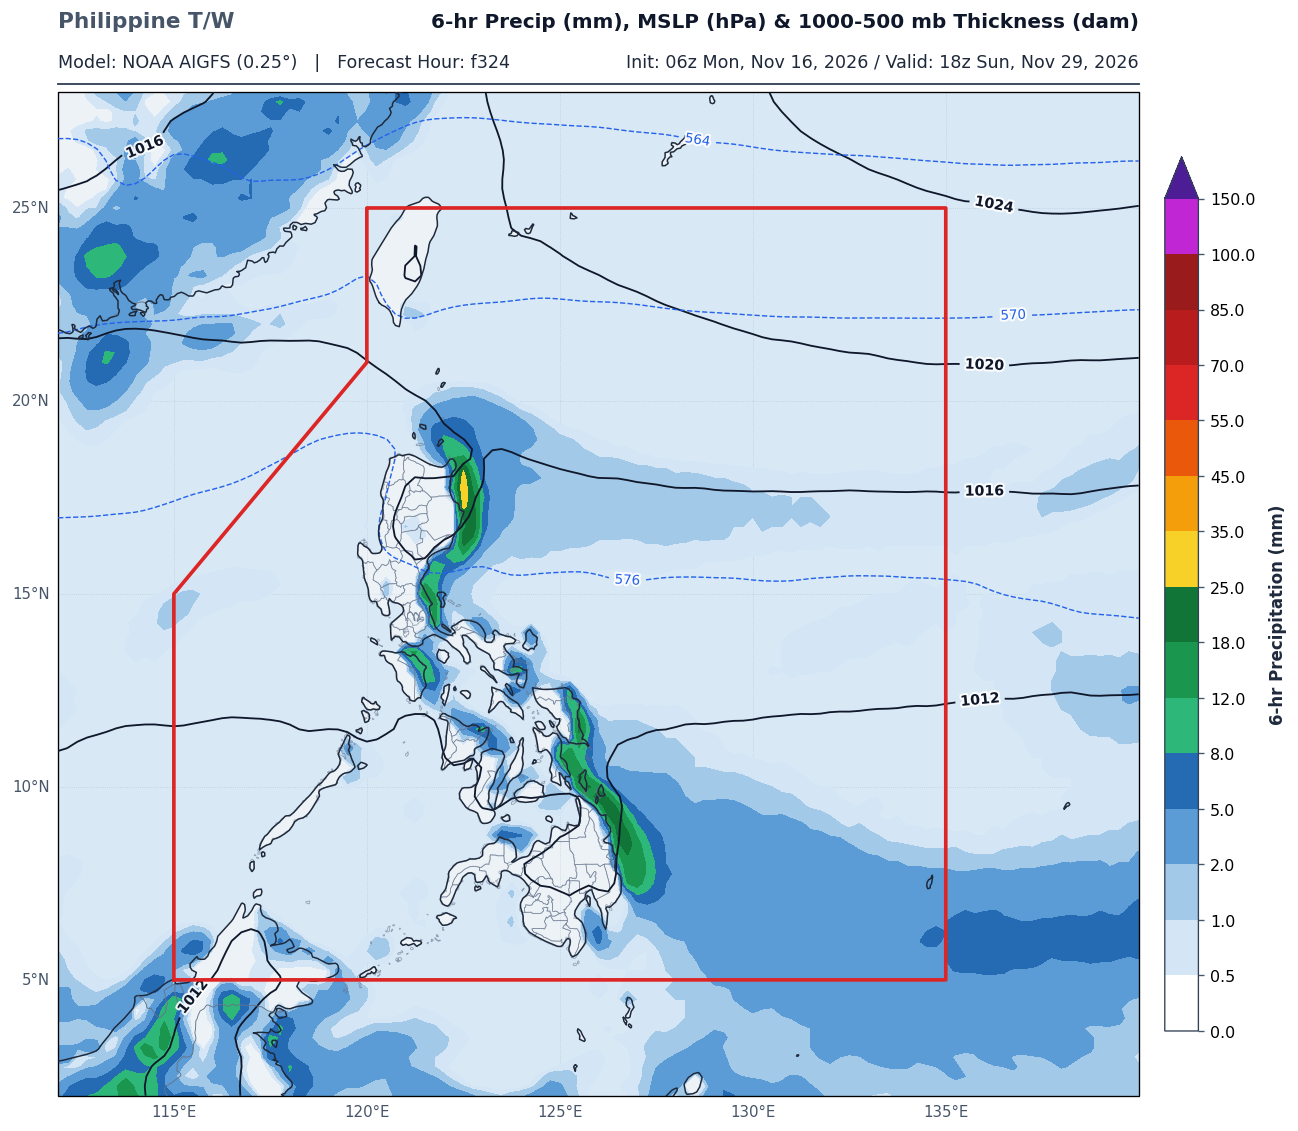 Philippine T/W
6-hr Precip (mm), MSLP (hPa) & 1000-500 mb Thickness (dam)
Model: NOAA AIGFS (0.25°) | Forecast Hour: f324
Init: 06z Mon, Nov 16, 2026 / Valid: 18z Sun, Nov 29, 2026
1016
564
1024
25°N
570
1020
20°N
1016
576
15°N
1012
10°N
5°N
1012
115°E
120°E
125°E
130°E
135°E
150.0
100.0
85.0
70.0
55.0
45.0
35.0
25.0
18.0
12.0
8.0
5.0
2.0
1.0
0.5
0.0
6-hr Precipitation (mm)